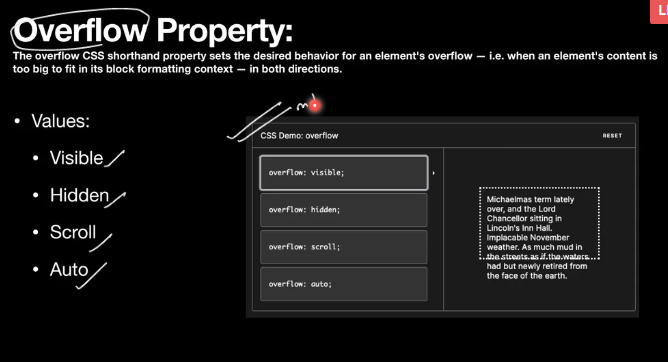 Overflow Property:
The overflow CSS shorthand property sets the desired behavior for an element's overflow — i.e. when an element's content is
too big to fit in its block formatting context — in both directions.
• Values:
• Visible
• Hidden
• Scroll
• Auto
CSS Demo: overflow
RESET
overflow: visible;
overflow: hidden;
overflow: scroll;
overflow: auto;
Michaelmas term lately
over, and the Lord
Chancellor sitting in
Lincoln's Inn Hall.
Implacable November
weather. As much mud in
the streets as if the waters
had but newly retired from
the face of the earth.